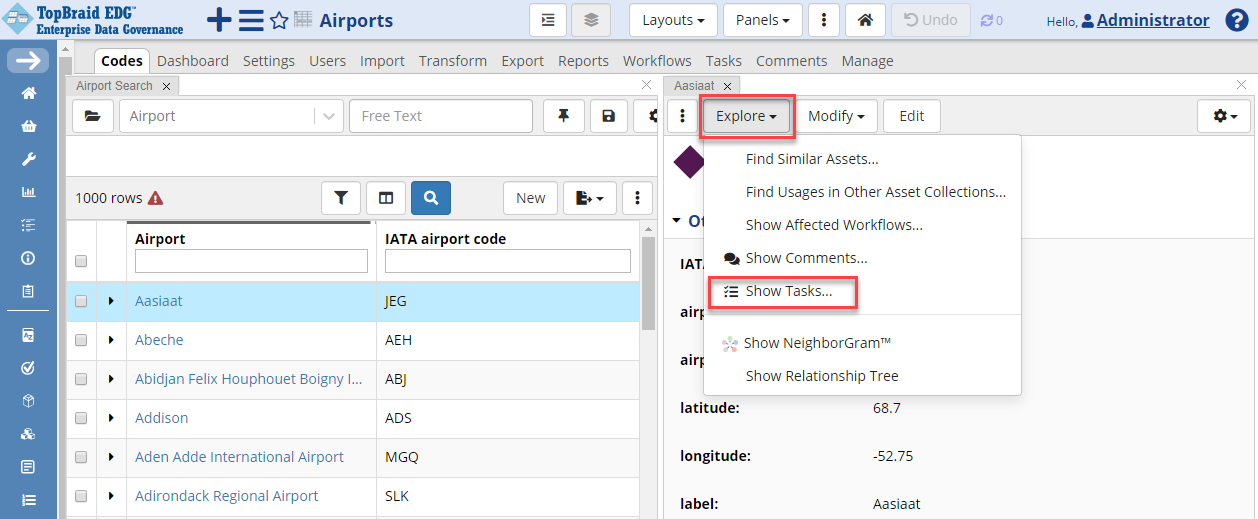 TopBraid EDG™
Enterprise Data Governance
Airports
Layouts
Panels
Undo
0
Hello,
Administrator
?
Codes
Dashboard
Settings
Users
Import
Transform
Export
Reports
Workflows
Tasks
Comments
Manage
Airport Search
Airport
Free Text
1000 rows
New
Airport
IATA airport code
Aasiaat
JEG
Abeche
AEH
Abidjan Felix Houphouet Boigny I...
ABJ
Addison
ADS
Aden Adde International Airport
MGQ
Adirondack Regional Airport
SLK
Aasiaat
Explore
Modify
Edit
Find Similar Assets...
Find Usages in Other Asset Collections...
Show Affected Workflows...
Show Comments...
Show Tasks...
Show NeighborGram™
Show Relationship Tree
latitude:
68.7
longitude:
-52.75
label:
Aasiaat